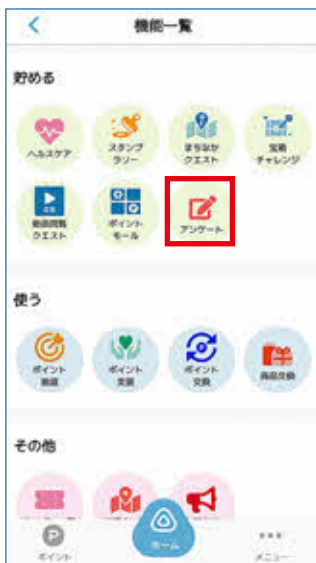 機能一覧
貯める
ヘルスケア
スタンプ
ラリー
まちなか
クエスト
宝箱
チャレンジ
動画閲覧
クエスト
ポイント
モール
アンケート
使う
ポイント
ポイント
支援
ポイント
交換
商品交換
その他
ポイント
ホーム
メニュー